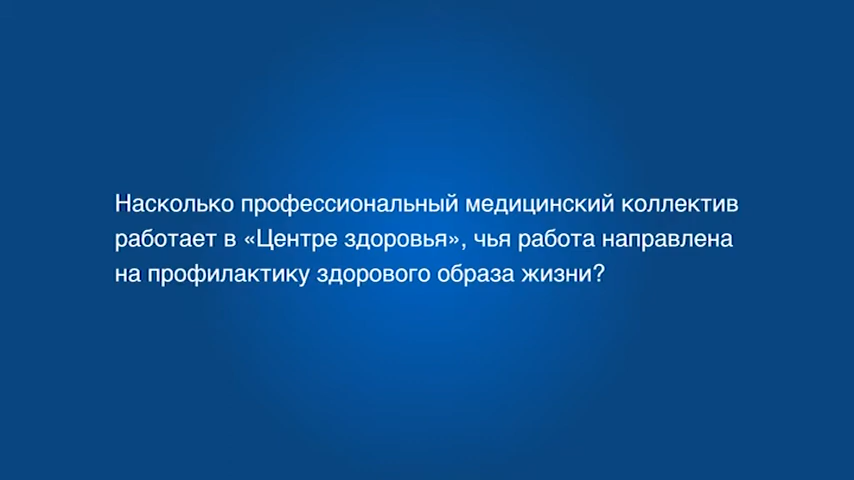 Насколько профессиональный медицинский коллектив
работает в «Центре здоровья», чья работа направлена
на профилактику здорового образа жизни?